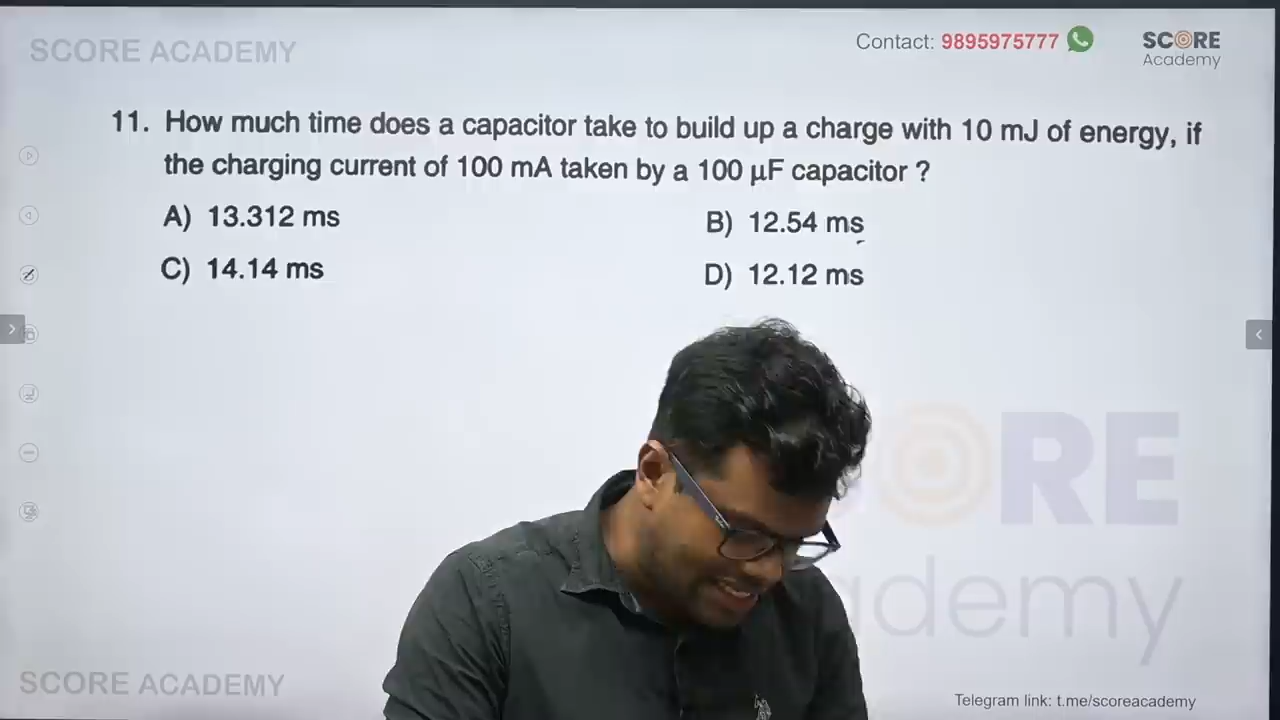 SCORE ACADEMY
Contact: 9895975777
SCORE
Academy
11. How much time does a capacitor take to build up a charge with 10 mJ of energy, if
the charging current of 100 mA taken by a 100 μF capacitor ?
A) 13.312 ms
B) 12.54 ms
C) 14.14 ms
D) 12.12 ms
ORE
ademy
SCORE ACADEMY
Telegram link: t.me/scoreacademy